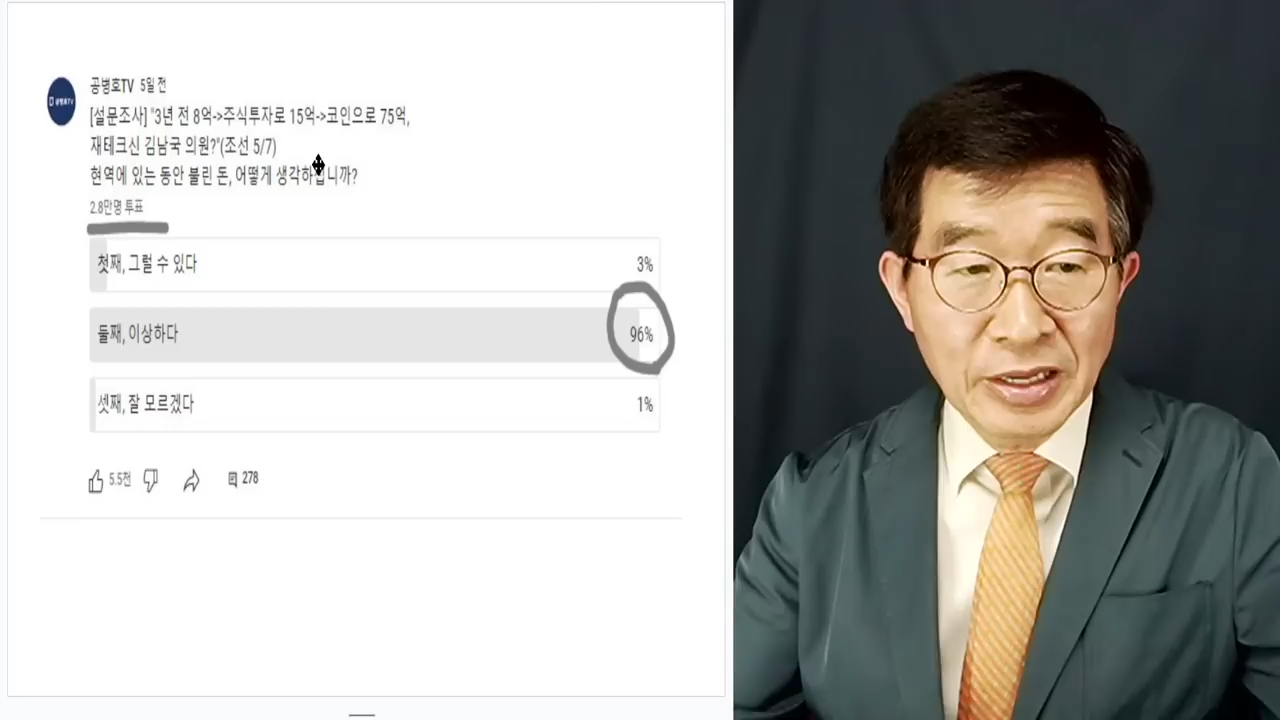 공병호TV
공병호TV 5일 전
[설문조사] "3년 전 8억->주식투자로 15억->코인으로 75억,
재테크신 김남국 의원?"(조선 5/7)
현역에 있는 동안 불린 돈, 어떻게 생각하십니까?
2.8만명 투표
첫째, 그럴 수 있다 3%
둘째, 이상하다 96%
셋째, 잘 모르겠다 1%
5.5천 278